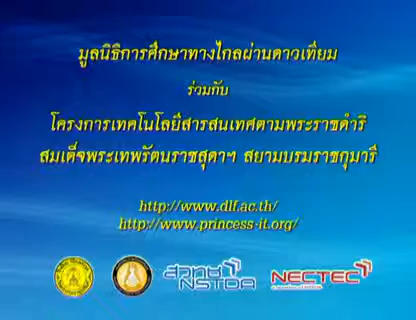 มูลนิธิการศึกษาทางไกลผ่านดาวเทียม
ร่วมกับ
โครงการเทคโนโลยีสารสนเทศตามพระราชดำริ
สมเด็จพระเทพรัตนราชสุดาฯ สยามบรมราชกุมารี
http://www.dlf.ac.th/
http://www.princess-it.org/
สวทช
NSTDA
NECTEC